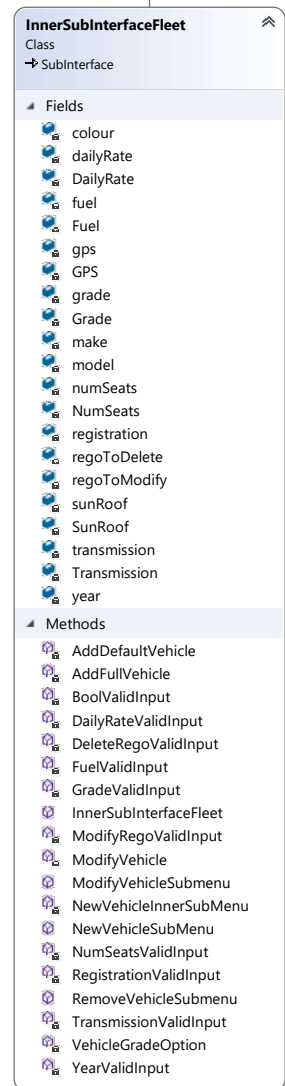 InnerSubInterfaceFleet
Class
SubInterface
Fields
colour
dailyRate
DailyRate
fuel
Fuel
gps
GPS
grade
Grade
make
model
numSeats
NumSeats
registration
regoToDelete
regoToModify
sunRoof
SunRoof
transmission
Transmission
year
Methods
AddDefaultVehicle
AddFullVehicle
BoolValidInput
DailyRateValidInput
DeleteRegoValidInput
FuelValidInput
GradeValidInput
InnerSubInterfaceFleet
ModifyRegoValidInput
ModifyVehicle
ModifyVehicleSubmenu
NewVehicleInnerSubMenu
NewVehicleSubMenu
NumSeatsValidInput
RegistrationValidInput
RemoveVehicleSubmenu
TransmissionValidInput
VehicleGradeOption
YearValidInput